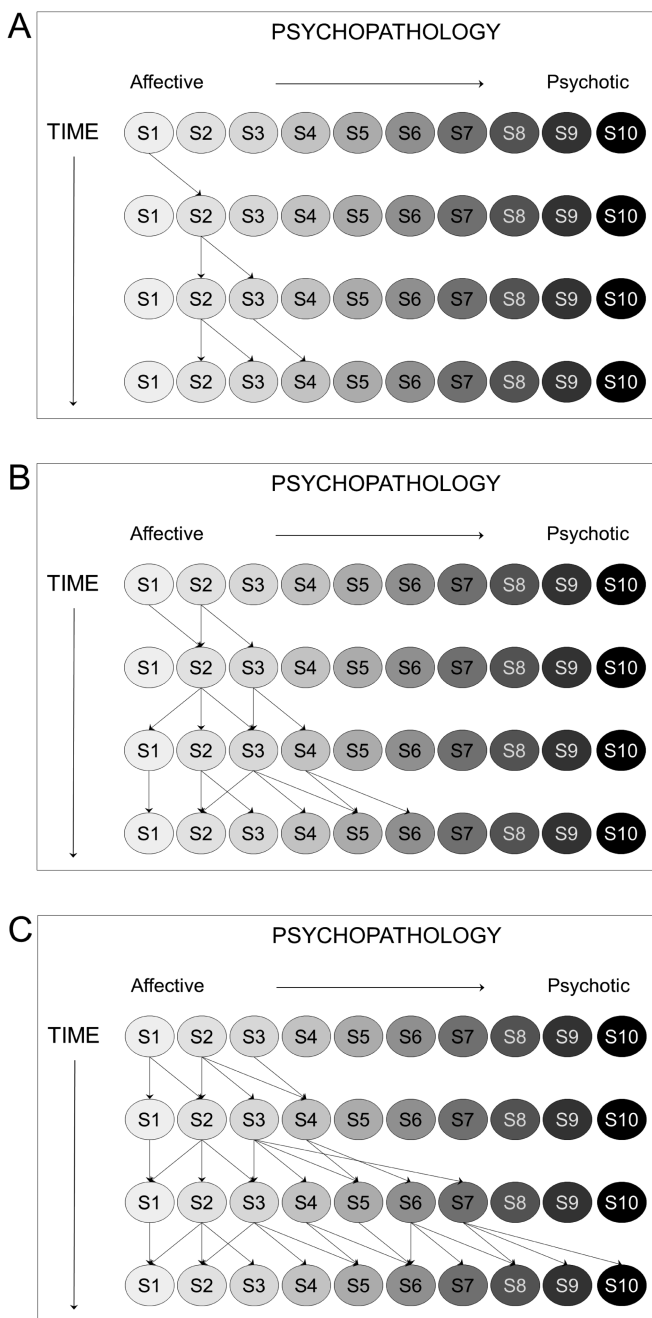 A
PSYCHOPATHOLOGY
Affective Psychotic
TIME S1 S2 S3 S4 S5 S6 S7 S8 S9 S10
S1 S2 S3 S4 S5 S6 S7 S8 S9 S10
S1 S2 S3 S4 S5 S6 S7 S8 S9 S10
S1 S2 S3 S4 S5 S6 S7 S8 S9 S10
B
PSYCHOPATHOLOGY
Affective Psychotic
TIME S1 S2 S3 S4 S5 S6 S7 S8 S9 S10
S1 S2 S3 S4 S5 S6 S7 S8 S9 S10
S1 S2 S3 S4 S5 S6 S7 S8 S9 S10
S1 S2 S3 S4 S5 S6 S7 S8 S9 S10
C
PSYCHOPATHOLOGY
Affective Psychotic
TIME S1 S2 S3 S4 S5 S6 S7 S8 S9 S10
S1 S2 S3 S4 S5 S6 S7 S8 S9 S10
S1 S2 S3 S4 S5 S6 S7 S8 S9 S10
S1 S2 S3 S4 S5 S6 S7 S8 S9 S10